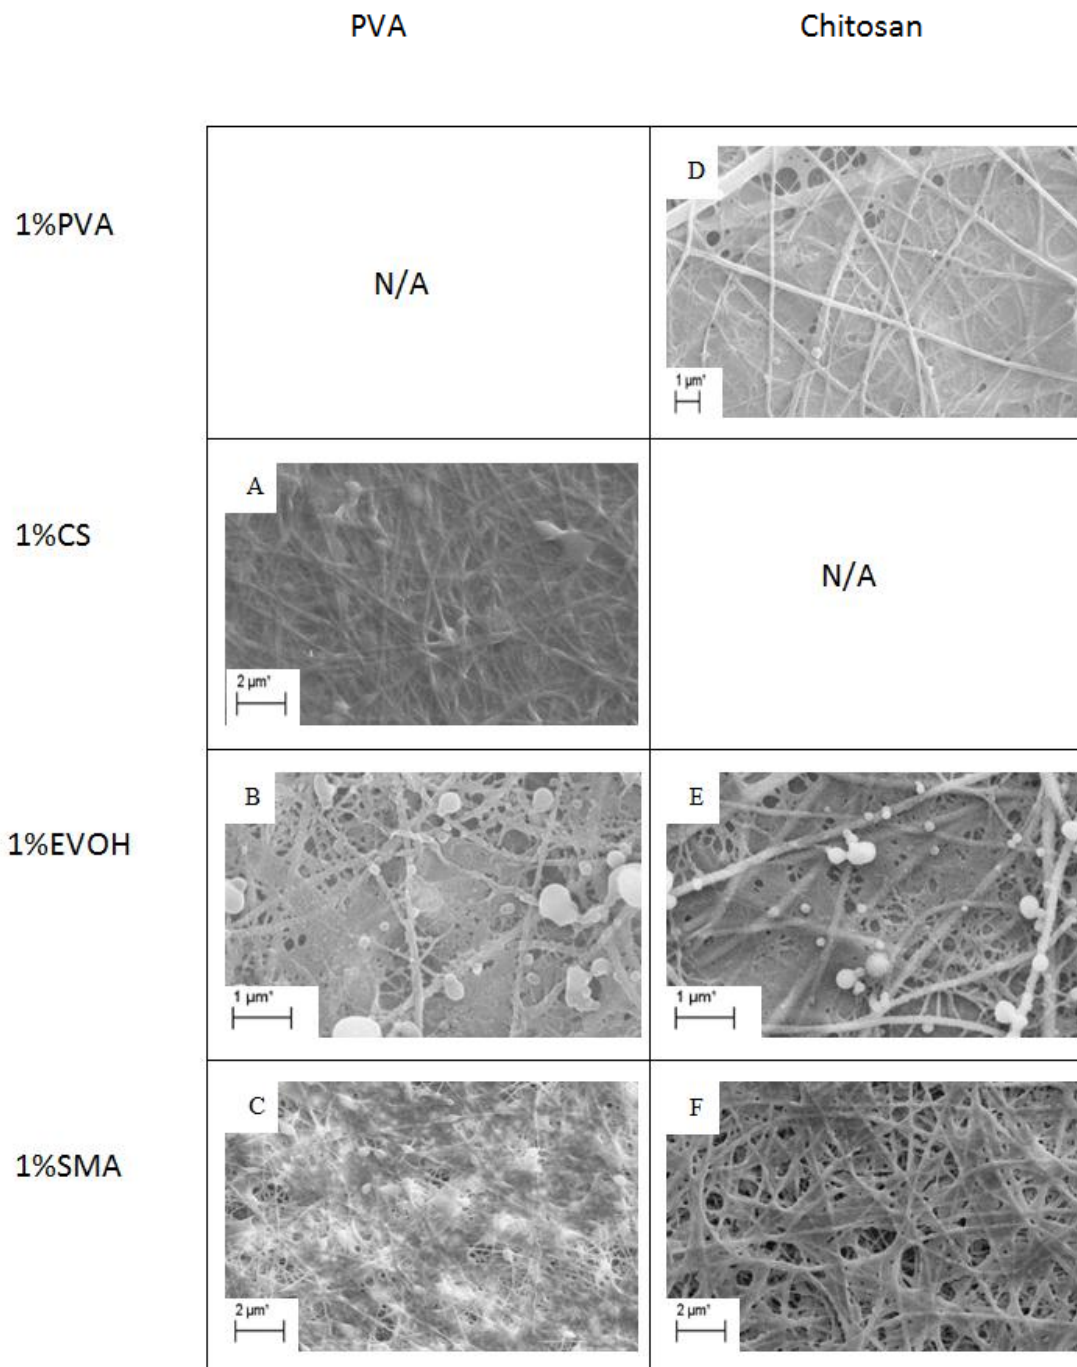 PVA Chitosan
1%PVA
N/A
D
1 µm*
1%CS
A
2 µm*
N/A
1%EVOH
B
1 µm*
E
1 µm*
1%SMA
C
2 µm*
F
2 µm*